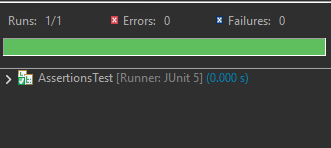 Runs: 1/1 Errors: 0 Failures: 0
AssertionsTest [Runner: JUnit 5] (0.000 s)